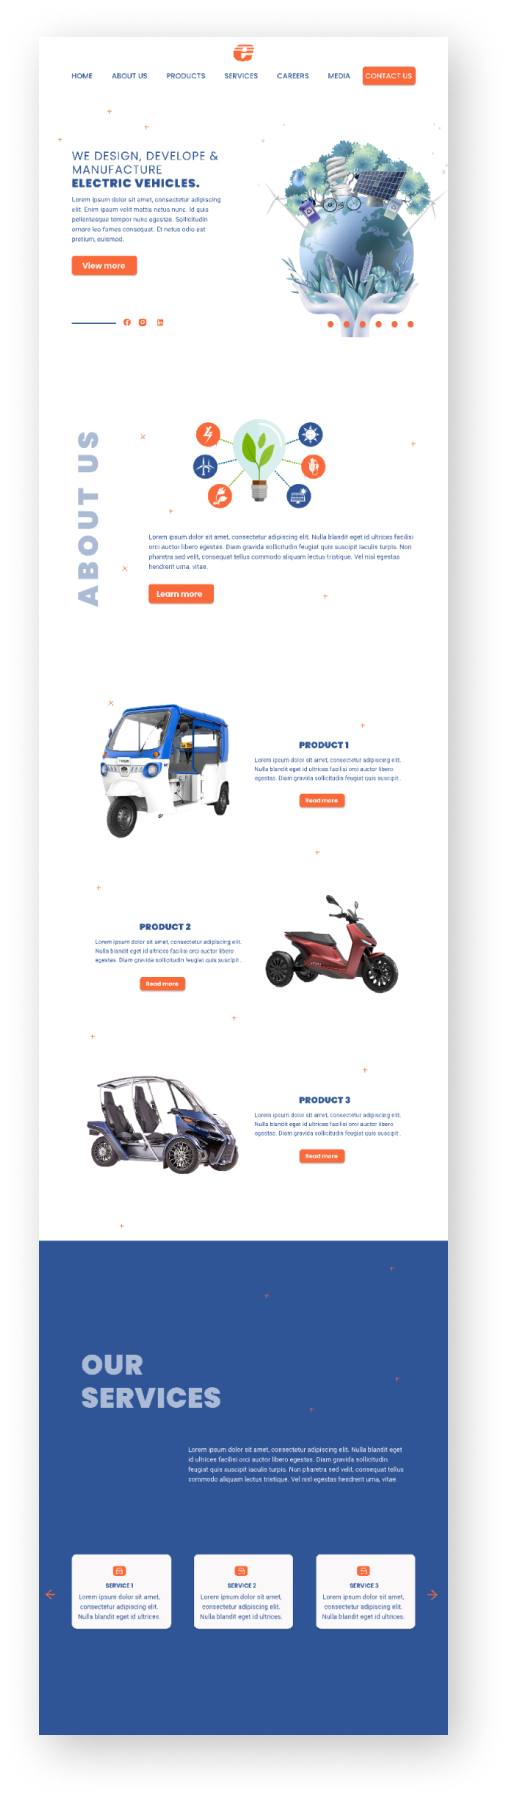 HOME ABOUT US PRODUCTS SERVICES CAREERS MEDIA CONTACT US
WE DESIGN, DEVELOPE &
MANUFACTURE
ELECTRIC VEHICLES.
Lorem ipsum dolor sit amet, consectetur adipiscing
elit. Enim ipsum velit mattis netus nunc. Id quis
pellentesque tempor nunc egestas. Sollicitudin
ornare leo fames consequat. Et netus odio est
pretium, euismod.
View more
ABOUT US
Lorem ipsum dolor sit amet, consectetur adipiscing elit. Nulla blandit eget id ultrices facilisi
orci auctor libero egestas. Diam gravida sollicitudin feugiat quis suscipit iaculis turpis. Non
pharetra sed velit, consequat tellus commodo aliquam lectus tristique. Vel nisl egestas
hendrerit urna, vitae.
Learn more
PRODUCT 1
Lorem ipsum dolor sit amet, consectetur adipiscing elit.
Nulla blandit eget id ultrices facilisi orci auctor libero
egestas. Diam gravida sollicitudin feugiat quis suscipit .
Read more
PRODUCT 2
Lorem ipsum dolor sit amet, consectetur adipiscing elit.
Nulla blandit eget id ultrices facilisi orci auctor libero
egestas. Diam gravida sollicitudin feugiat quis suscipit .
Read more
PRODUCT 3
Lorem ipsum dolor sit amet, consectetur adipiscing elit.
Nulla blandit eget id ultrices facilisi orci auctor libero
egestas. Diam gravida sollicitudin feugiat quis suscipit .
Read more
OUR
SERVICES
Lorem ipsum dolor sit amet, consectetur adipiscing elit. Nulla blandit eget
id ultrices facilisi orci auctor libero egestas. Diam gravida sollicitudin
feugiat quis suscipit iaculis turpis. Non pharetra sed velit, consequat tellus
commodo aliquam lectus tristique. Vel nisl egestas hendrerit urna, vitae.
SERVICE 1
Lorem ipsum dolor sit amet,
consectetur adipiscing elit.
Nulla blandit eget id ultrices.
SERVICE 2
Lorem ipsum dolor sit amet,
consectetur adipiscing elit.
Nulla blandit eget id ultrices.
SERVICE 3
Lorem ipsum dolor sit amet,
consectetur adipiscing elit.
Nulla blandit eget id ultrices.